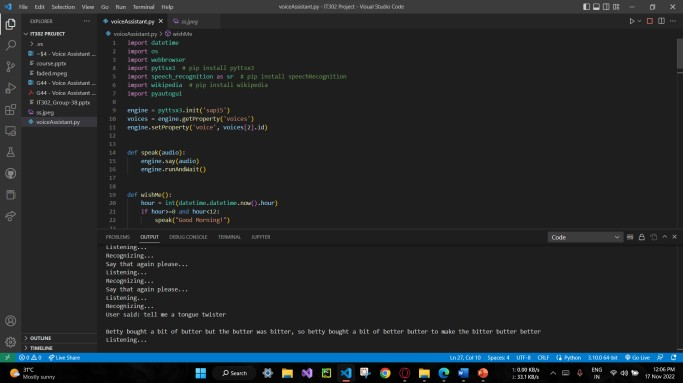 File Edit Selection View Go Run Terminal Help
voiceAssistant.py - IT302 Project - Visual Studio Code
EXPLORER
IT302 PROJECT
.vs
~$4 - Voice Assistant ...
course.pptx
faded.mpeg
G44 - Voice Assistant ...
G44 - Voice Assistant ...
IT302_Group-38.pptx
ss.jpeg
voiceAssistant.py
OUTLINE
TIMELINE
voiceAssistant.py ss.jpeg
voiceAssistant.py > wishMe
1 import datetime
2 import os
3 import webbrowser
4 import pyttsx3 # pip install pyttsx3
5 import speech_recognition as sr # pip install speechRecognition
6 import wikipedia # pip install wikipedia
7 import pyautogui
8
9 engine = pyttsx3.init('sapi5')
10 voices = engine.getProperty('voices')
11 engine.setProperty('voice', voices[2].id)
12
13
14 def speak(audio):
15 engine.say(audio)
16 engine.runAndWait()
17
18
19 def wishMe():
20 hour = int(datetime.datetime.now().hour)
21 if hour>=0 and hour<12:
22 speak("Good Morning!")
PROBLEMS OUTPUT DEBUG CONSOLE TERMINAL JUPYTER
Code
Listening...
Recognizing...
Say that again please...
Listening...
Recognizing...
Say that again please...
Listening...
Recognizing...
User said: tell me a tongue twister
Betty bought a bit of butter but the butter was bitter, so betty bought a bit of better butter to make the bitter butter better
Listening...
0 0 Live Share
Ln 27, Col 10 Spaces: 4 UTF-8 CRLF Python 3.10.0 64-bit Go Live
31°C
Mostly sunny
Search
0.00 KB/s
33.1 KB/s
ENG
IN
12:06 PM
17 Nov 2022